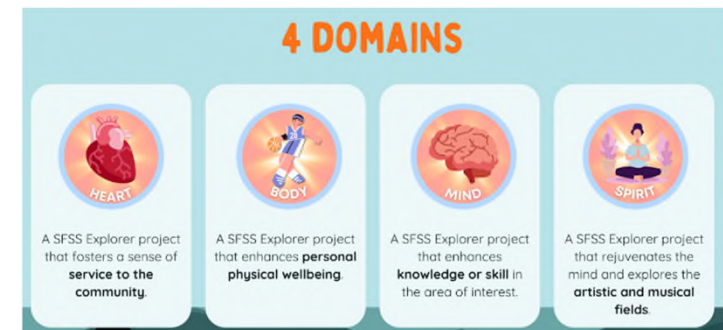 4 DOMAINS
HEART
A SFSS Explorer project
that fosters a sense of
service to the
community.
BODY
A SFSS Explorer project
that enhances personal
physical wellbeing.
MIND
A SFSS Explorer project
that enhances
knowledge or skill in
the area of interest.
SPIRIT
A SFSS Explorer project
that rejuvenates the
mind and explores the
artistic and musical
fields.